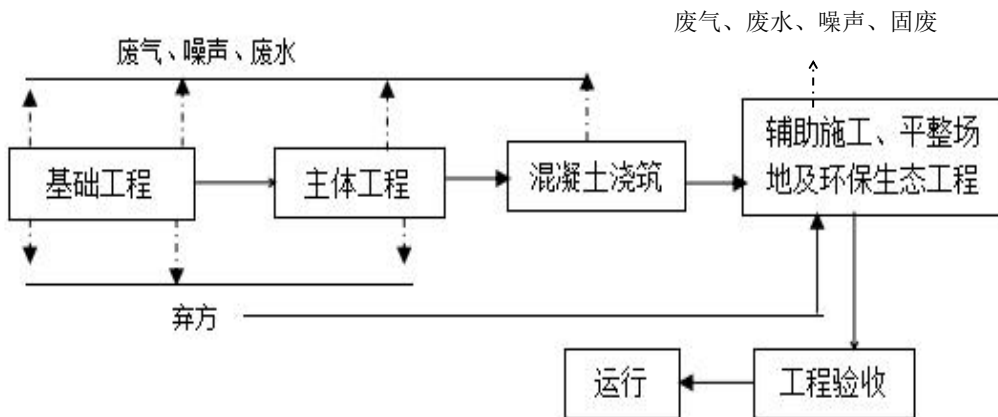 废气、废水、噪声、固废
废气、噪声、废水
基础工程
主体工程
混凝土浇筑
辅助施工、平整场
地及环保生态工程
弃方
运行
工程验收